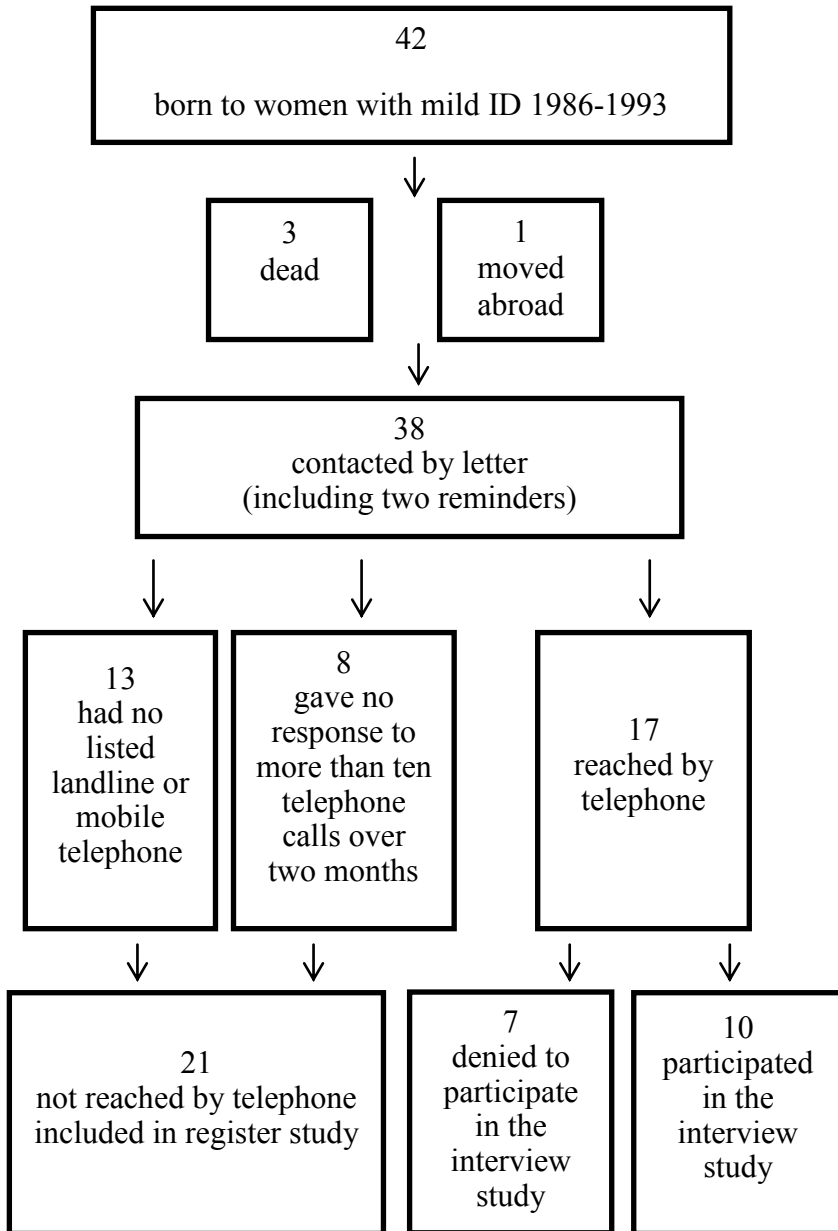 42
born to women with mild ID 1986-1993
3
dead
1
moved
abroad
38
contacted by letter
(including two reminders)
13
had no
listed
landline or
mobile
telephone
8
gave no
response to
more than ten
telephone
calls over
two months
17
reached by
telephone
21
not reached by telephone
included in register study
7
denied to
participate
in the
interview
study
10
participated
in the
interview
study